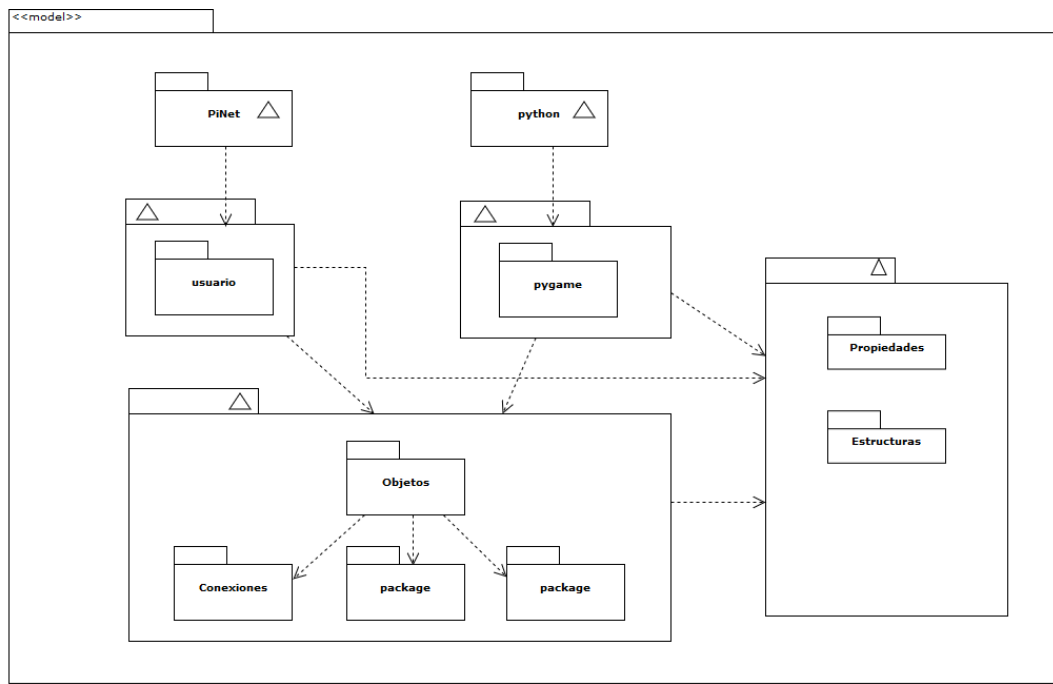 <<model>>
PiNet
python
usuario
pygame
Propiedades
Estructuras
Objetos
Conexiones
package
package